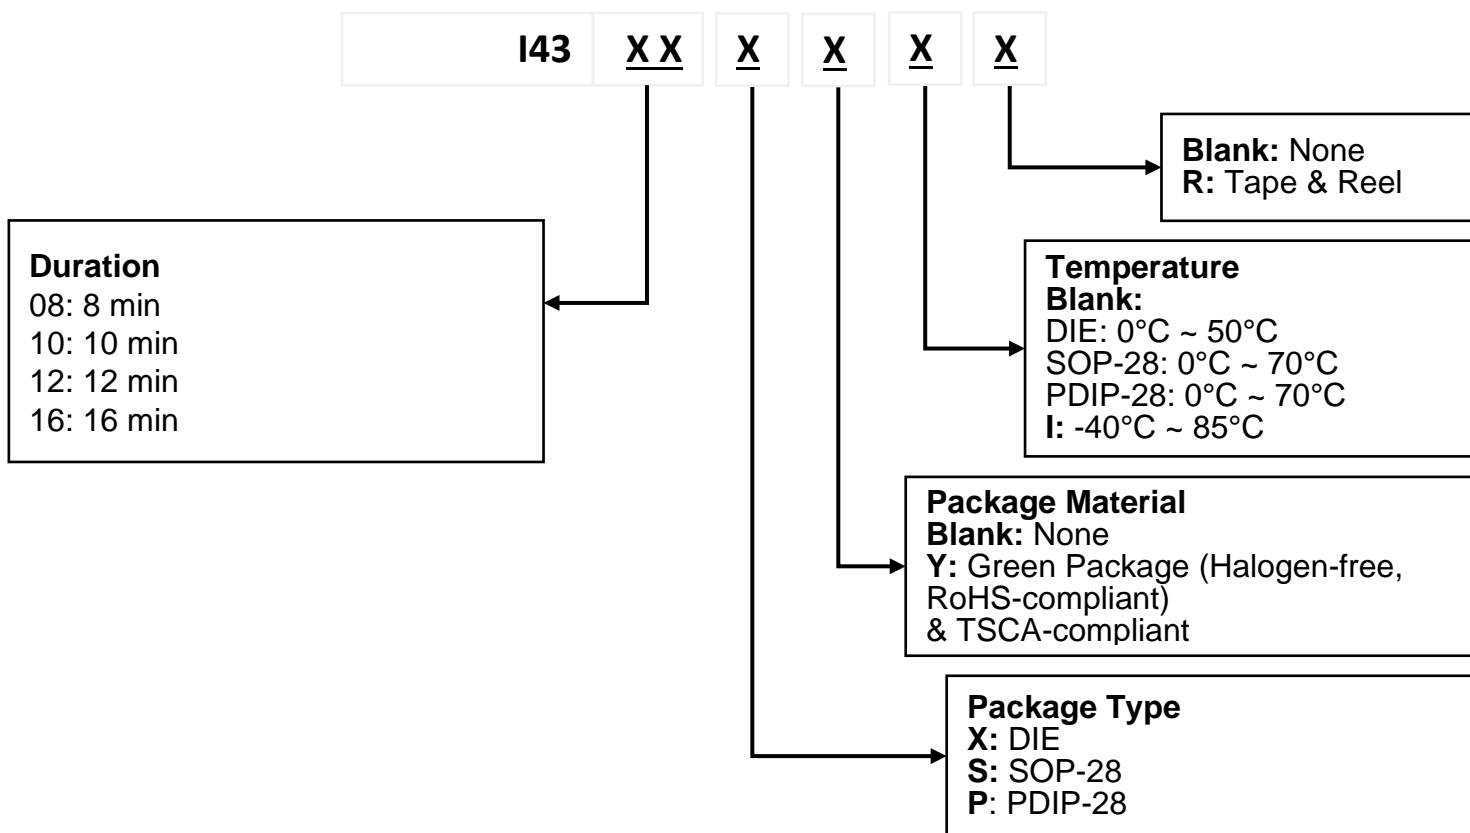 I43 X X X X X X
Blank: None
R: Tape & Reel
Duration
08: 8 min
10: 10 min
12: 12 min
16: 16 min
Temperature
Blank:
DIE: 0°C ~ 50°C
SOP-28: 0°C ~ 70°C
PDIP-28: 0°C ~ 70°C
I: -40°C ~ 85°C
Package Material
Blank: None
Y: Green Package (Halogen-free,
RoHS-compliant)
& TSCA-compliant
Package Type
X: DIE
S: SOP-28
P: PDIP-28